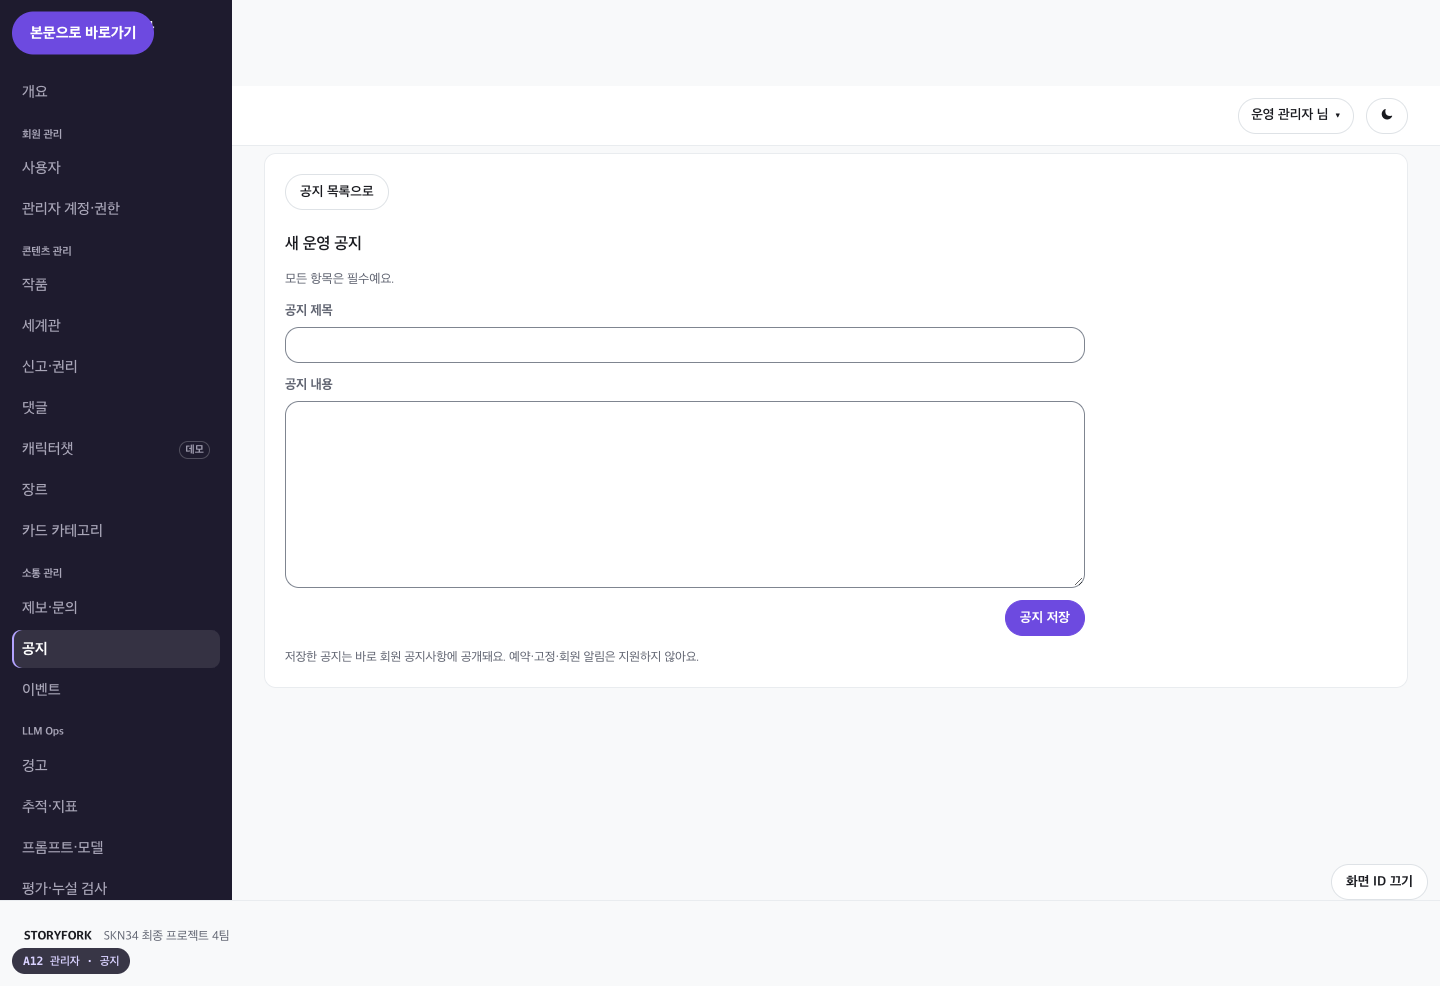 본문으로 바로가기
개요
회원 관리
사용자
관리자 계정·권한
콘텐츠 관리
작품
세계관
신고·권리
댓글
캐릭터챗 데모
장르
카드 카테고리
소통 관리
제보·문의
공지
이벤트
LLM Ops
경고
추적·지표
프롬프트·모델
평가·누설 검사
운영 관리자 님 ▾
공지 목록으로
새 운영 공지
모든 항목은 필수예요.
공지 제목
공지 내용
공지 저장
저장한 공지는 바로 회원 공지사항에 공개돼요. 예약·고정·회원 알림은 지원하지 않아요.
화면 ID 끄기
STORYFORK SKN34 최종 프로젝트 4팀
A12 관리자 · 공지